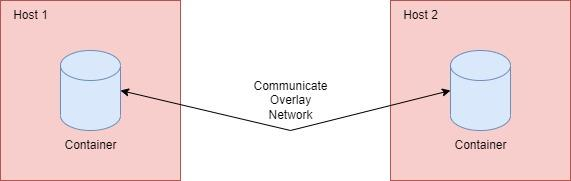 Host 1
Host 2
Communicate
Overlay
Network
Container
Container